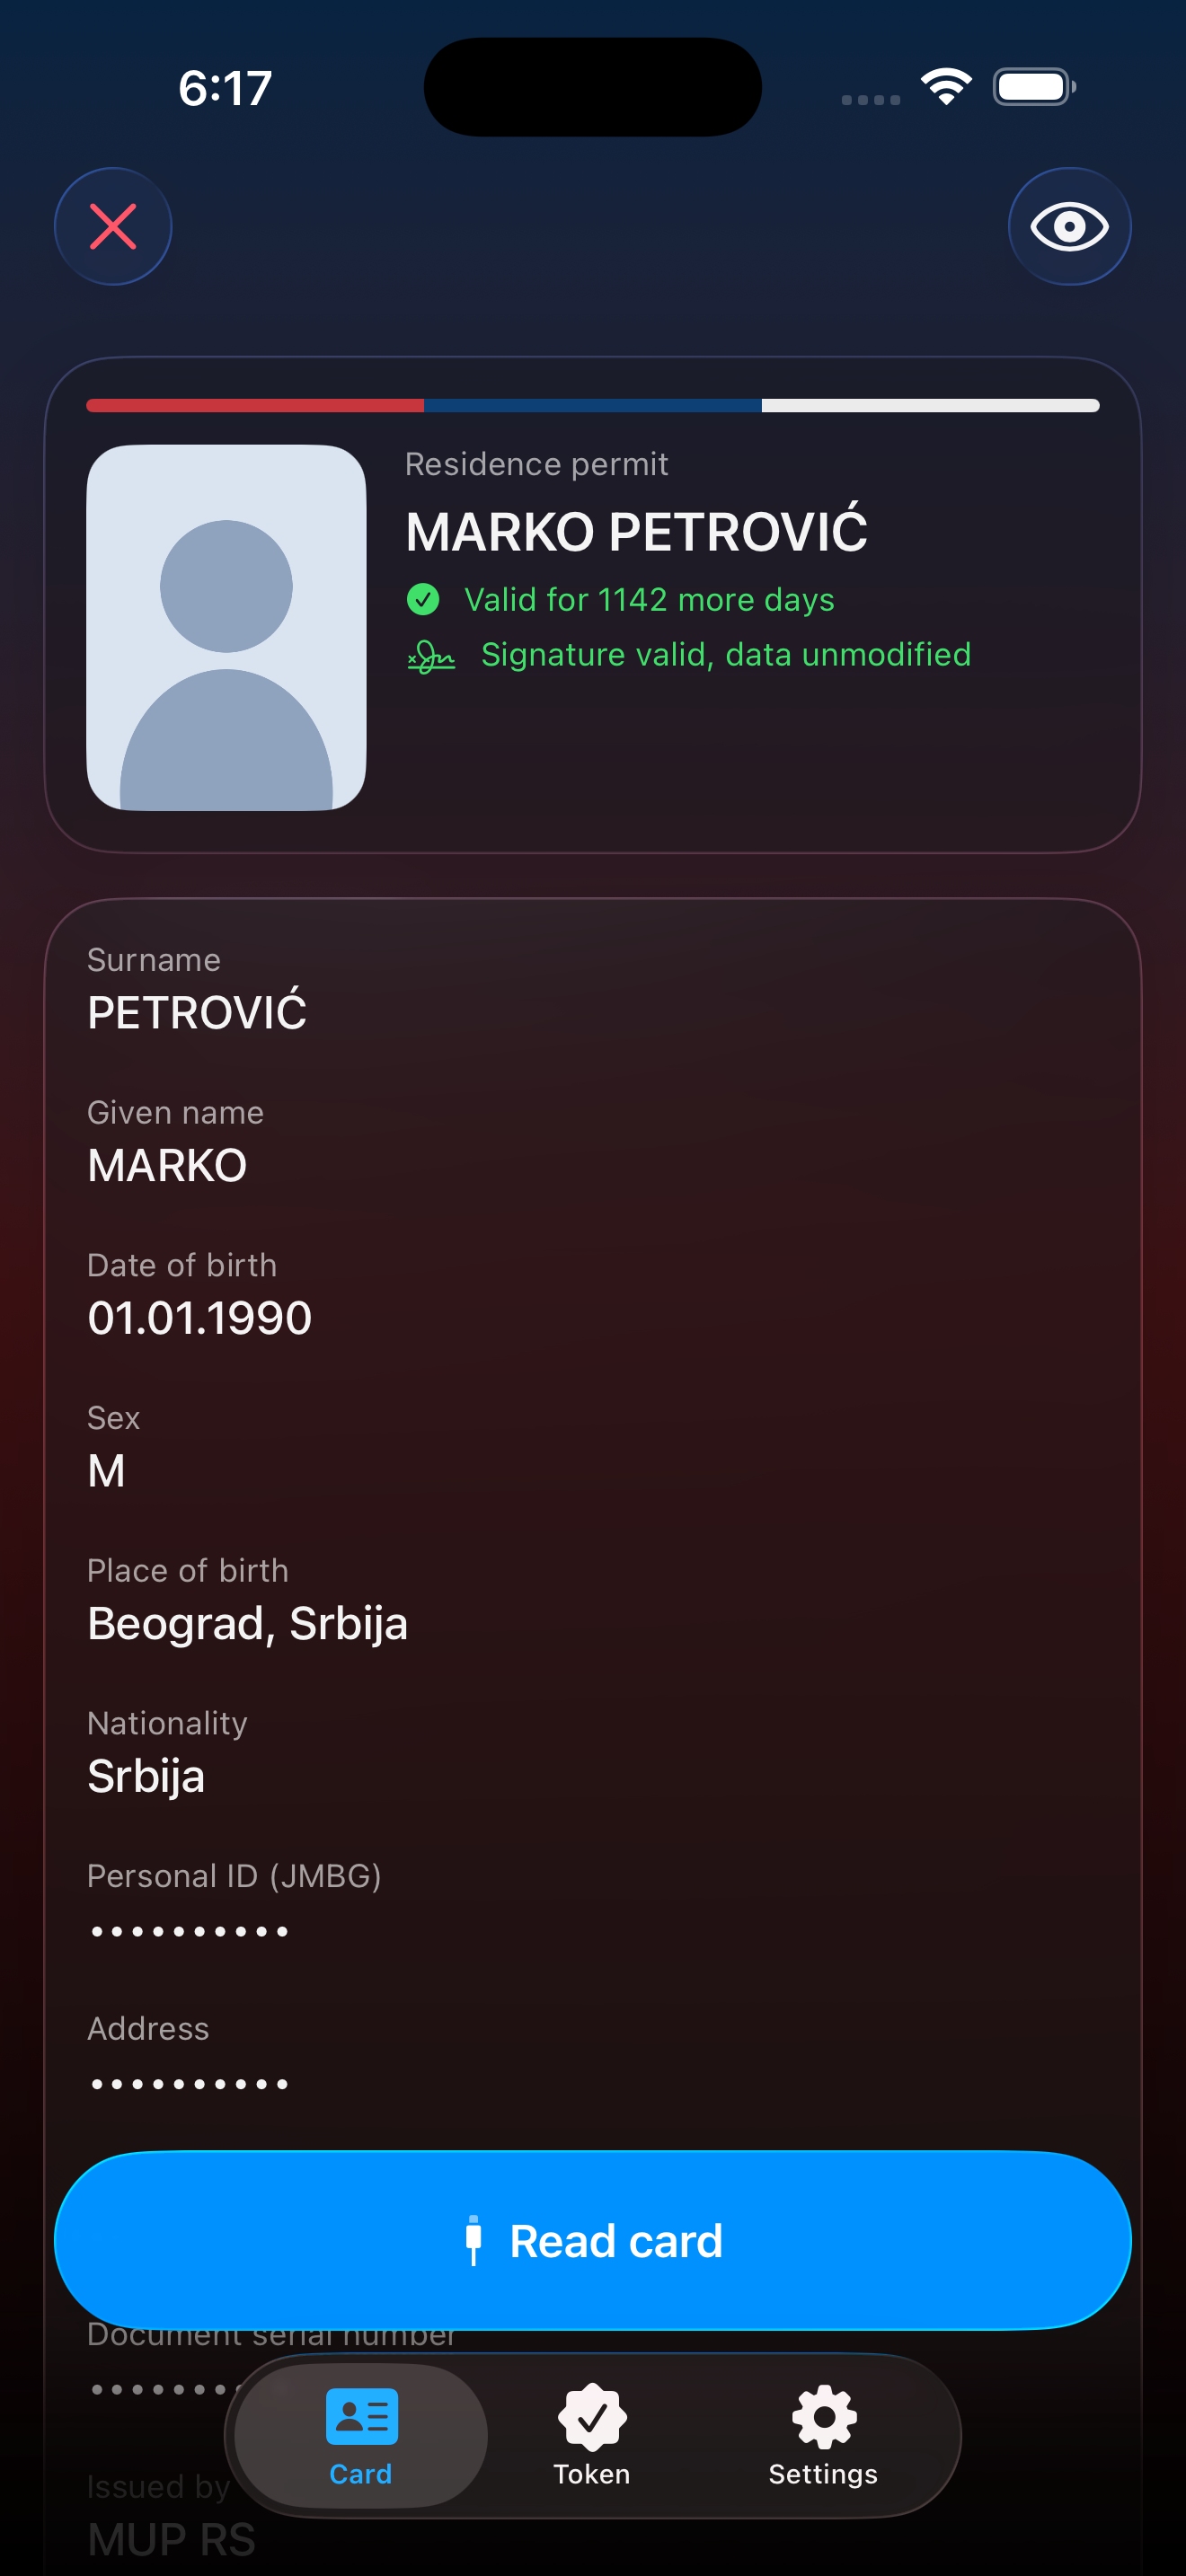 6:17
Residence permit
MARKO PETROVIĆ
Valid for 1142 more days
Signature valid, data unmodified
Surname
PETROVIĆ
Given name
MARKO
Date of birth
01.01.1990
Sex
M
Place of birth
Beograd, Srbija
Nationality
Srbija
Personal ID (JMBG)
••••••••••
Address
••••••••••
Read card
Document serial number
••••••••••
Card
Token
Settings
Issued by
MUP RS